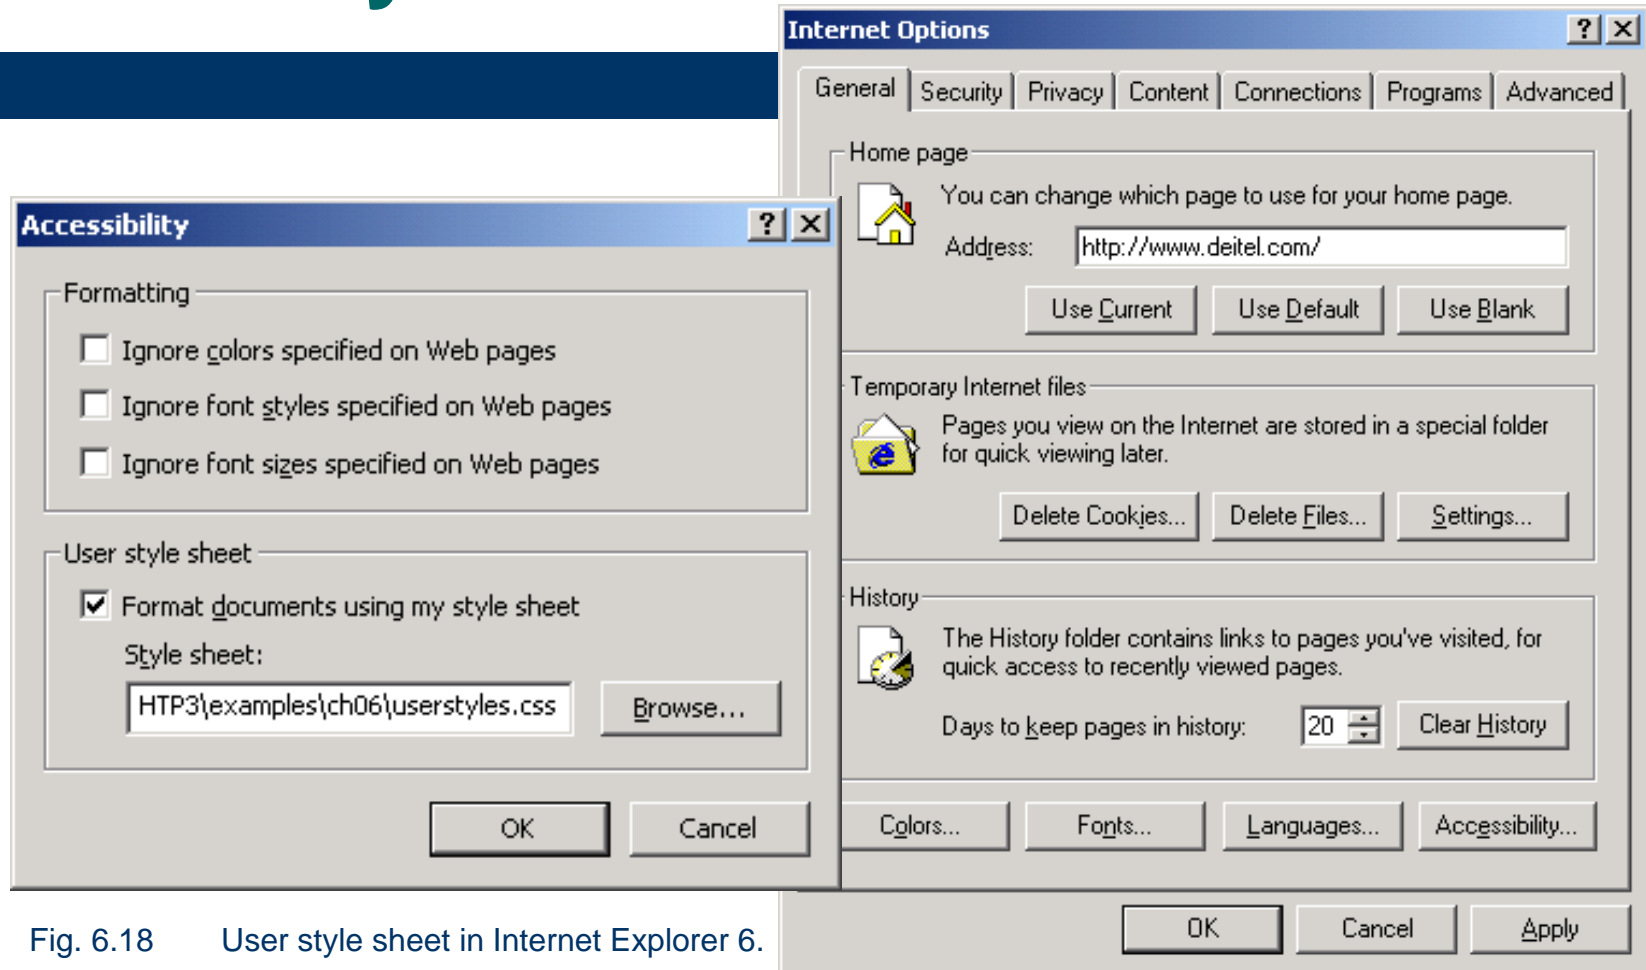 Accessibility
Formatting
Ignore colors specified on Web pages
Ignore font styles specified on Web pages
Ignore font sizes specified on Web pages
User style sheet
Format documents using my style sheet
Style sheet:
HTP3\examples\ch06\userstyles.css
Browse...
OK
Cancel
Internet Options
General
Security
Privacy
Content
Connections
Programs
Advanced
Home page
You can change which page to use for your home page.
Address:
http://www.deitel.com/
Use Current
Use Default
Use Blank
Temporary Internet files
Pages you view on the Internet are stored in a special folder
for quick viewing later.
Delete Cookies...
Delete Files...
Settings...
History
The History folder contains links to pages you've visited, for
quick access to recently viewed pages.
Days to keep pages in history:
20
Clear History
Colors...
Fonts...
Languages...
Accessibility...
OK
Cancel
Apply
Fig. 6.18 User style sheet in Internet Explorer 6.